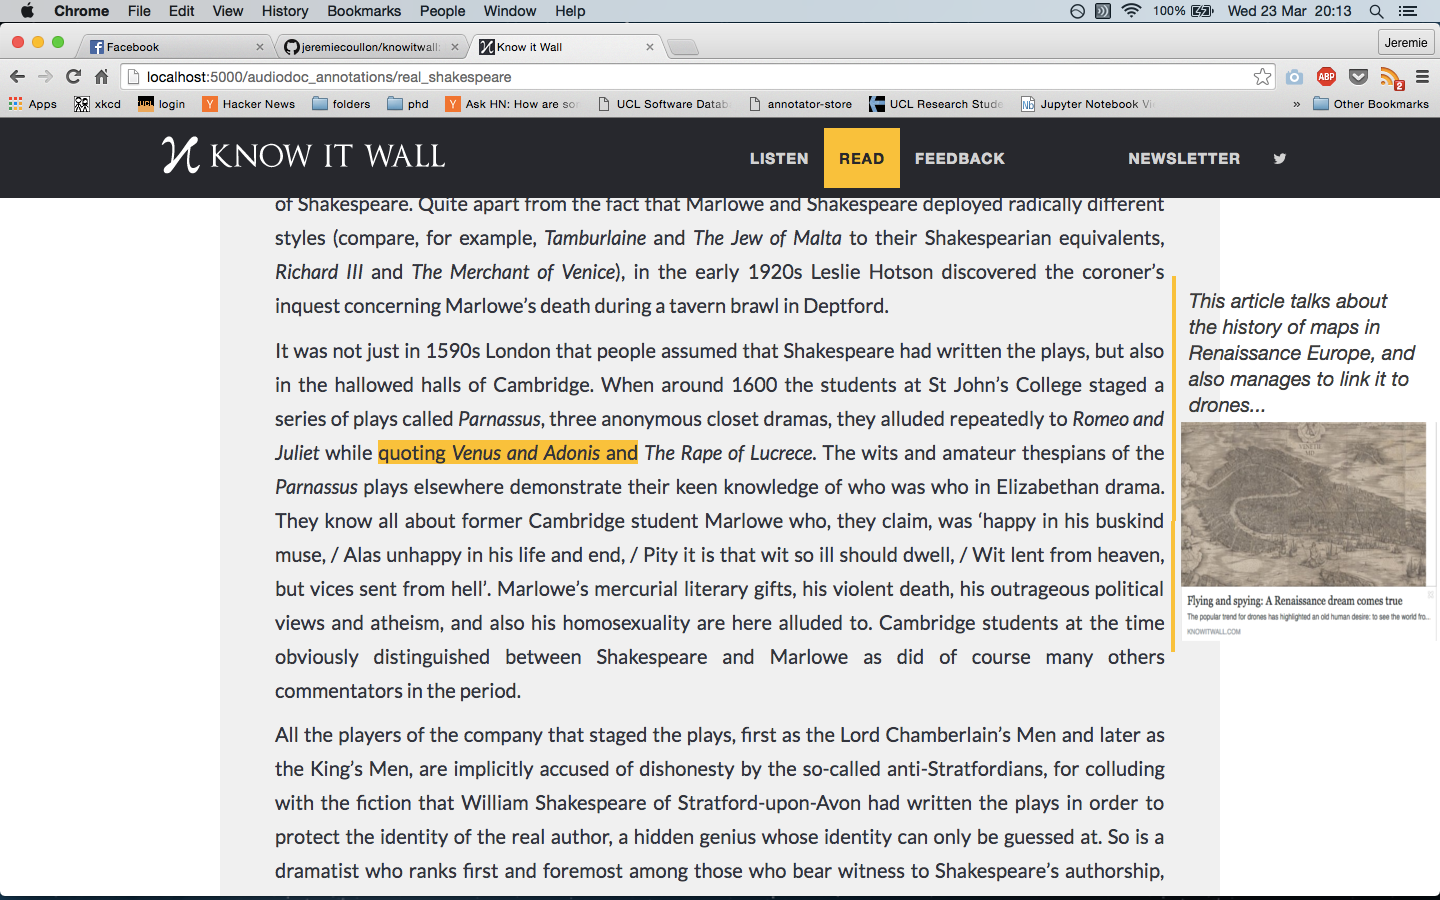 Chrome File Edit View History Bookmarks People Window Help 100% Wed 23 Mar 20:13
Facebook jeremiecoullon/knowitwall: Know it Wall Jeremie
localhost:5000/audiodoc_annotations/real_shakespeare ABP 2
Apps xkcd UCL login Y Hacker News folders phd Y Ask HN: How are so UCL Software Datab annotator-store UCL Research Stude Nb Jupyter Notebook Vi » Other Bookmarks
KNOW IT WALL LISTEN READ FEEDBACK NEWSLETTER
of Shakespeare. Quite apart from the fact that Marlowe and Shakespeare deployed radically different
styles (compare, for example, Tamburlaine and The Jew of Malta to their Shakespearian equivalents,
Richard III and The Merchant of Venice), in the early 1920s Leslie Hotson discovered the coroner’s
inquest concerning Marlowe’s death during a tavern brawl in Deptford.
It was not just in 1590s London that people assumed that Shakespeare had written the plays, but also
in the hallowed halls of Cambridge. When around 1600 the students at St John’s College staged a
series of plays called Parnassus, three anonymous closet dramas, they alluded repeatedly to Romeo and
Juliet while quoting Venus and Adonis and The Rape of Lucrece. The wits and amateur thespians of the
Parnassus plays elsewhere demonstrate their keen knowledge of who was who in Elizabethan drama.
They know all about former Cambridge student Marlowe who, they claim, was ‘happy in his buskind
muse, / Alas unhappy in his life and end, / Pity it is that wit so ill should dwell, / Wit lent from heaven,
but vices sent from hell’. Marlowe’s mercurial literary gifts, his violent death, his outrageous political
views and atheism, and also his homosexuality are here alluded to. Cambridge students at the time
obviously distinguished between Shakespeare and Marlowe as did of course many others
commentators in the period.
All the players of the company that staged the plays, first as the Lord Chamberlain’s Men and later as
the King’s Men, are implicitly accused of dishonesty by the so-called anti-Stratfordians, for colluding
with the fiction that William Shakespeare of Stratford-upon-Avon had written the plays in order to
protect the identity of the real author, a hidden genius whose identity can only be guessed at. So is a
dramatist who ranks first and foremost among those who bear witness to Shakespeare’s authorship,
This article talks about
the history of maps in
Renaissance Europe, and
also manages to link it to
drones...
Flying and spying: A Renaissance dream comes true
The popular trend for drones has highlighted an old human desire: to see the world fro...
KNOWITWALL.COM